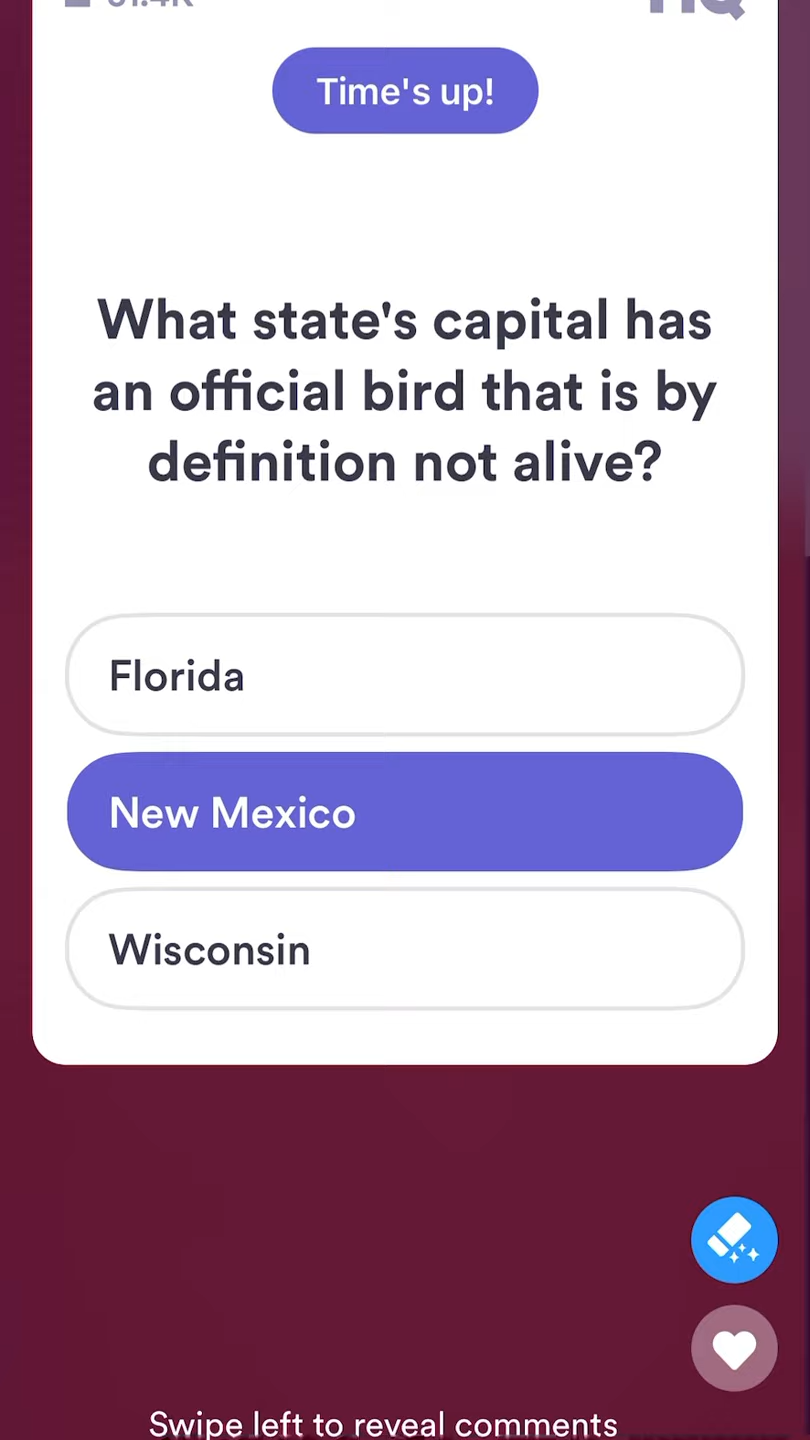 Time's up!
What state's capital has
an official bird that is by
definition not alive?
Florida
New Mexico
Wisconsin
Swipe left to reveal comments